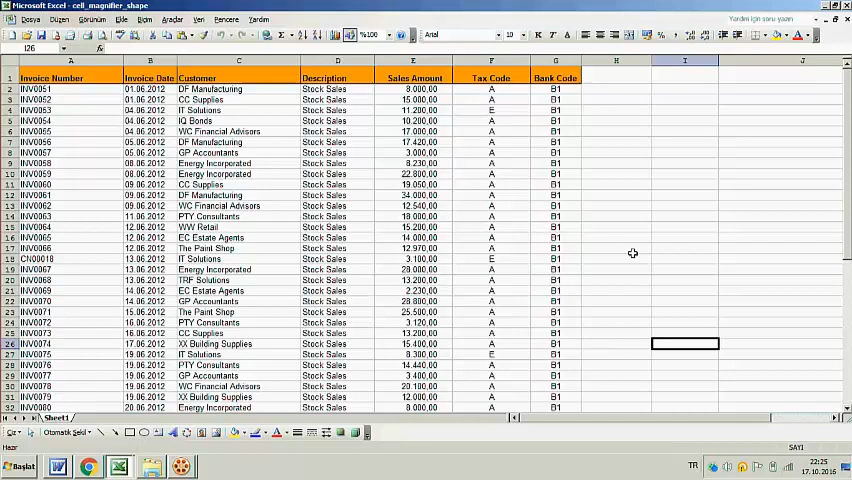 Microsoft Excel - cell_magnifier_shape
Dosya Düzen Görünüm Ekle Biçim Araçlar Veri Pencere Yardım Yardım için soru yazın
%100 Arial 10
I26 fx
A B C D E F G H I J
1 Invoice Number Invoice Date Customer Description Sales Amount Tax Code Bank Code
2 INV0051 01.06.2012 DF Manufacturing Stock Sales 8.000,00 A B1
3 INV0052 01.06.2012 CC Supplies Stock Sales 15.000,00 A B1
4 INV0053 04.06.2012 IT Solutions Stock Sales 11.200,00 E B1
5 INV0054 04.06.2012 IQ Bonds Stock Sales 10.200,00 A B1
6 INV0055 04.06.2012 WC Financial Advisors Stock Sales 17.000,00 A B1
7 INV0056 05.06.2012 DF Manufacturing Stock Sales 17.420,00 A B1
8 INV0057 05.06.2012 GP Accountants Stock Sales 3.000,00 A B1
9 INV0058 08.06.2012 Energy Incorporated Stock Sales 8.230,00 A B1
10 INV0059 08.06.2012 Energy Incorporated Stock Sales 22.800,00 A B1
11 INV0060 09.06.2012 CC Supplies Stock Sales 19.050,00 A B1
12 INV0061 09.06.2012 DF Manufacturing Stock Sales 34.000,00 A B1
13 INV0062 09.06.2012 WC Financial Advisors Stock Sales 12.540,00 A B1
14 INV0063 11.06.2012 PTY Consultants Stock Sales 18.000,00 A B1
15 INV0064 12.06.2012 WW Retail Stock Sales 15.200,00 A B1
16 INV0065 12.06.2012 EC Estate Agents Stock Sales 14.000,00 A B1
17 INV0066 12.06.2012 The Paint Shop Stock Sales 12.970,00 A B1
18 CN00018 13.06.2012 IT Solutions Stock Sales 3.100,00 E B1
19 INV0067 13.06.2012 Energy Incorporated Stock Sales 28.000,00 A B1
20 INV0068 13.06.2012 TRF Solutions Stock Sales 13.200,00 A B1
21 INV0069 14.06.2012 EC Estate Agents Stock Sales 2.230,00 A B1
22 INV0070 14.06.2012 GP Accountants Stock Sales 28.800,00 A B1
23 INV0071 15.06.2012 The Paint Shop Stock Sales 25.500,00 A B1
24 INV0072 16.06.2012 PTY Consultants Stock Sales 3.120,00 A B1
25 INV0073 16.06.2012 CC Supplies Stock Sales 13.200,00 A B1
26 INV0074 17.06.2012 XX Building Supplies Stock Sales 15.400,00 A B1
27 INV0075 19.06.2012 IT Solutions Stock Sales 8.300,00 E B1
28 INV0076 19.06.2012 PTY Consultants Stock Sales 14.440,00 A B1
29 INV0077 19.06.2012 GP Accountants Stock Sales 3.400,00 A B1
30 INV0078 19.06.2012 WC Financial Advisors Stock Sales 20.100,00 A B1
31 INV0079 19.06.2012 XX Building Supplies Stock Sales 12.000,00 A B1
32 INV0080 20.06.2012 Energy Incorporated Stock Sales 8.000,00 A B1
Sheet1
Çiz Otomatik Şekil
Hazır SAYI
Başlat TR 22:25
17.10.2016